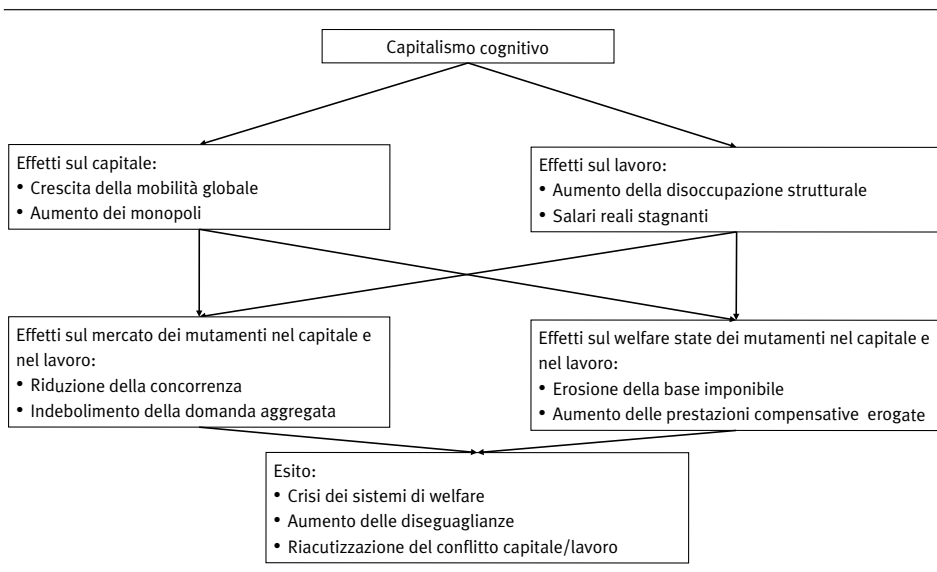 Capitalismo cognitivo
Effetti sul capitale:
• Crescita della mobilità globale
• Aumento dei monopoli
Effetti sul lavoro:
• Aumento della disoccupazione strutturale
• Salari reali stagnanti
Effetti sul mercato dei mutamenti nel capitale e
nel lavoro:
• Riduzione della concorrenza
• Indebolimento della domanda aggregata
Effetti sul welfare state dei mutamenti nel capitale e
nel lavoro:
• Erosione della base imponibile
• Aumento delle prestazioni compensative erogate
Esito:
• Crisi dei sistemi di welfare
• Aumento delle diseguaglianze
• Riacutizzazione del conflitto capitale/lavoro